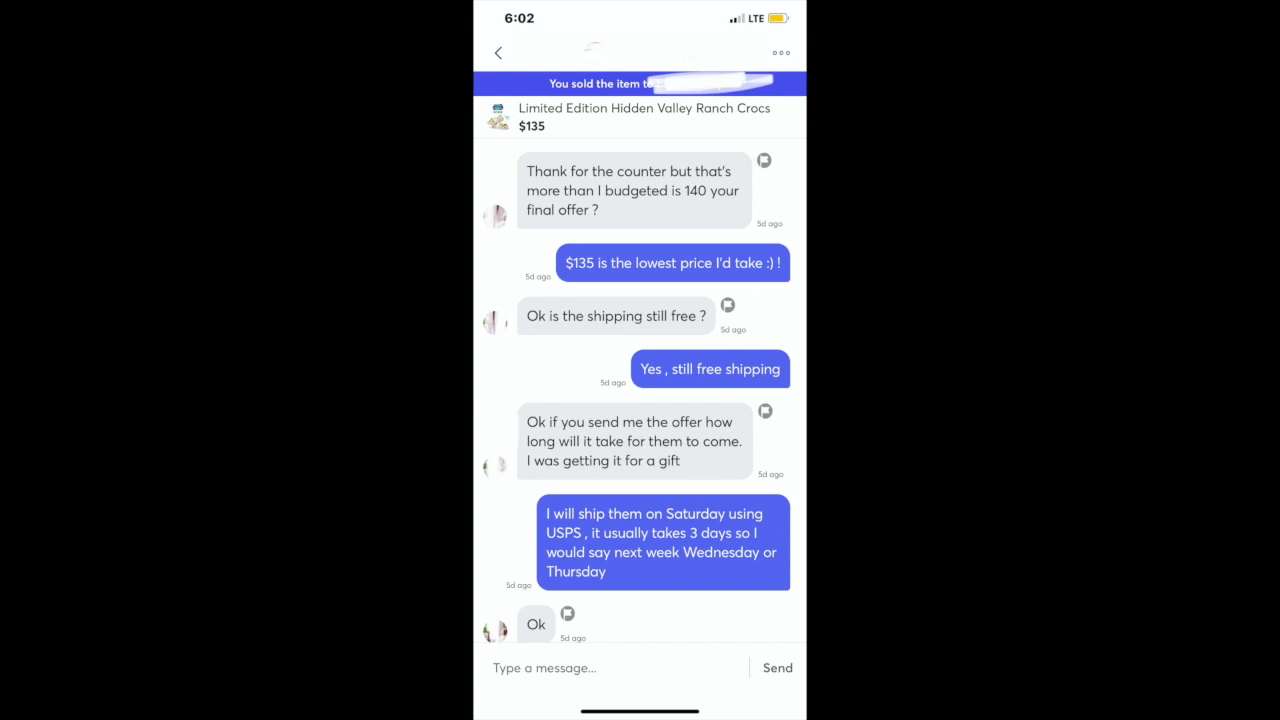 6:02
LTE
You sold the item t
Limited Edition Hidden Valley Ranch Crocs
$135
Thank for the counter but that's
more than I budgeted is 140 your
final offer ?
5d ago
$135 is the lowest price I'd take :) !
5d ago
Ok is the shipping still free ?
5d ago
Yes , still free shipping
5d ago
Ok if you send me the offer how
long will it take for them to come.
I was getting it for a gift
5d ago
I will ship them on Saturday using
USPS , it usually takes 3 days so I
would say next week Wednesday or
Thursday
5d ago
Ok
5d ago
Type a message...
Send